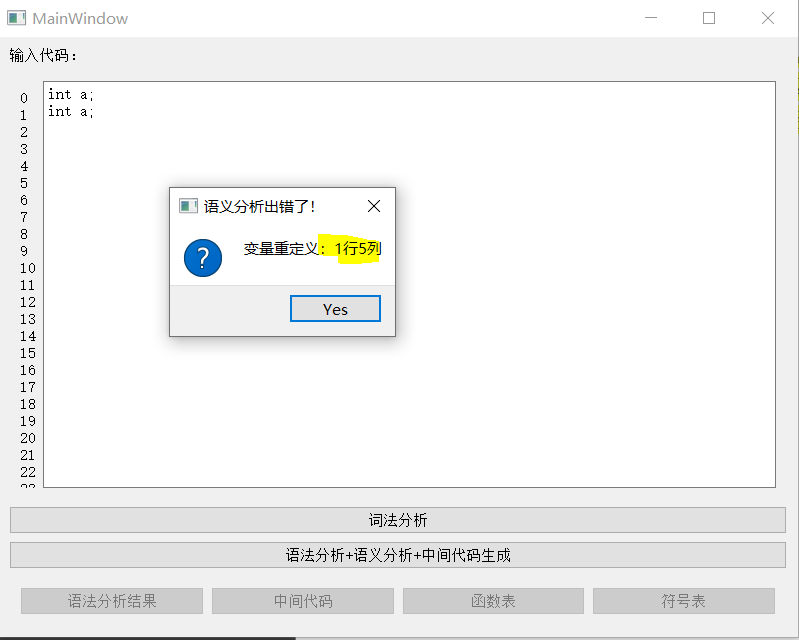 MainWindow
输入代码：
0
1
2
3
4
5
6
7
8
9
10
11
12
13
14
15
16
17
18
19
20
21
22
int a;
int a;
语义分析出错了！
变量重定义：1行5列
?
Yes
词法分析
语法分析+语义分析+中间代码生成
语法分析结果
中间代码
函数表
符号表